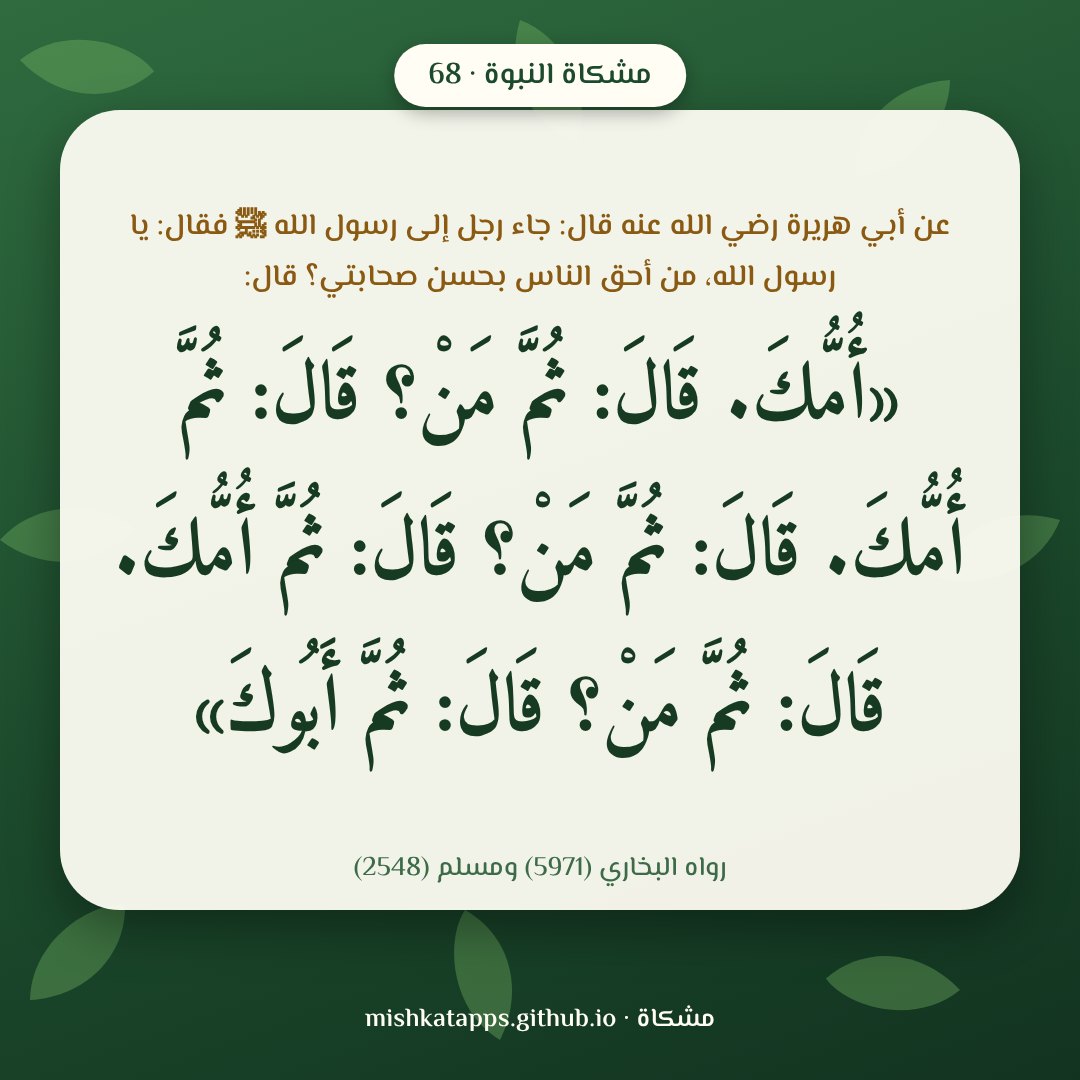 مشكاة النبوة · 68
عن أبي هريرة رضي الله عنه قال: جاء رجل إلى رسول الله ﷺ فقال: يا
رسول الله، من أحق الناس بحسن صحابتي؟ قال:
«أُمُّكَ. قَالَ: ثُمَّ مَنْ؟ قَالَ: ثُمَّ
أُمُّكَ. قَالَ: ثُمَّ مَنْ؟ قَالَ: ثُمَّ أُمُّكَ.
قَالَ: ثُمَّ مَنْ؟ قَالَ: ثُمَّ أَبُوكَ»
رواه البخاري (5971) ومسلم (2548)
مشكاة · mishkatapps.github.io